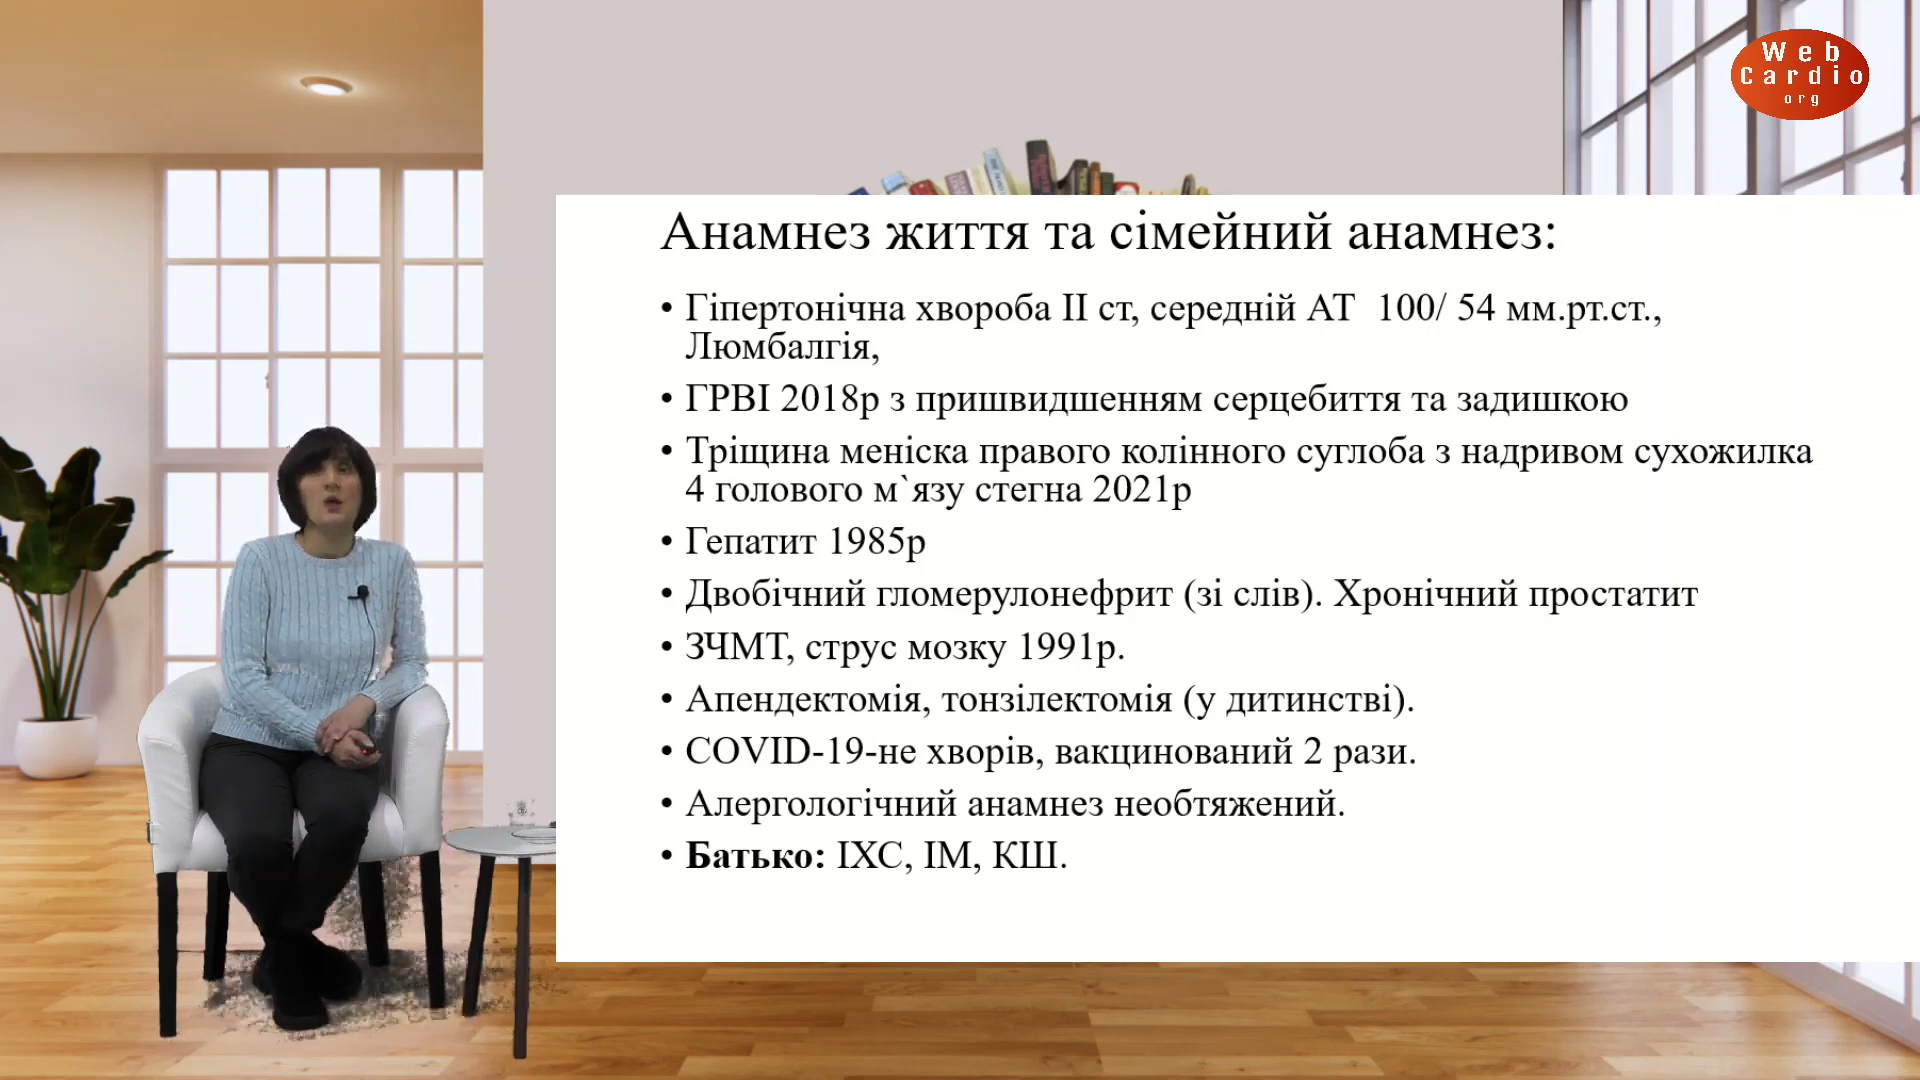 Web
Cardio
org
Анамнез життя та сімейний анамнез:
• Гіпертонічна хвороба ІІ ст, середній АТ 100/ 54 мм.рт.ст.,
Люмбалгія,
• ГРВІ 2018р з пришвидшенням серцебиття та задишкою
• Тріщина меніска правого колінного суглоба з надривом сухожилка
4 голового м`язу стегна 2021р
• Гепатит 1985р
• Двобічний гломерулонефрит (зі слів). Хронічний простатит
• ЗЧМТ, струс мозку 1991р.
• Апендектомія, тонзілектомія (у дитинстві).
• COVID-19-не хворів, вакцинований 2 рази.
• Алергологічний анамнез необтяжений.
• Батько: ІХС, ІМ, КШ.